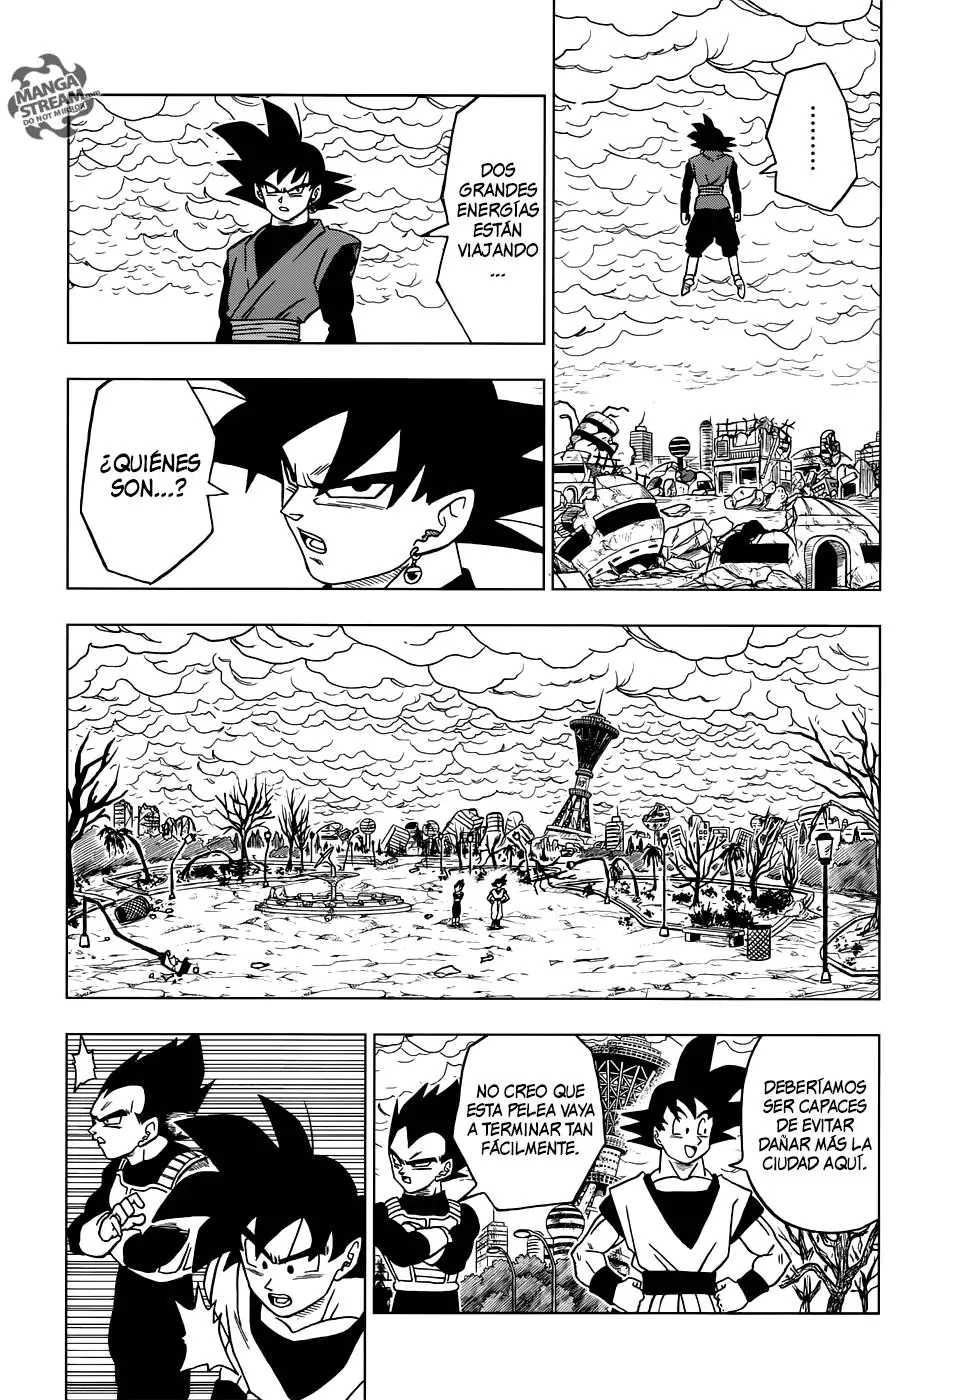 MANGA
STREAM.com
DO NOT MIRROR
.........
DOS
GRANDES
ENERGÍAS
ESTÁN
VIAJANDO
...
¿QUIÉNES
SON...?
DEBERÍAMOS
SER CAPACES
DE EVITAR
DAÑAR MÁS LA
CIUDAD AQUÍ.
NO CREO QUE
ESTA PELEA VAYA
A TERMINAR TAN
FÁCILMENTE.